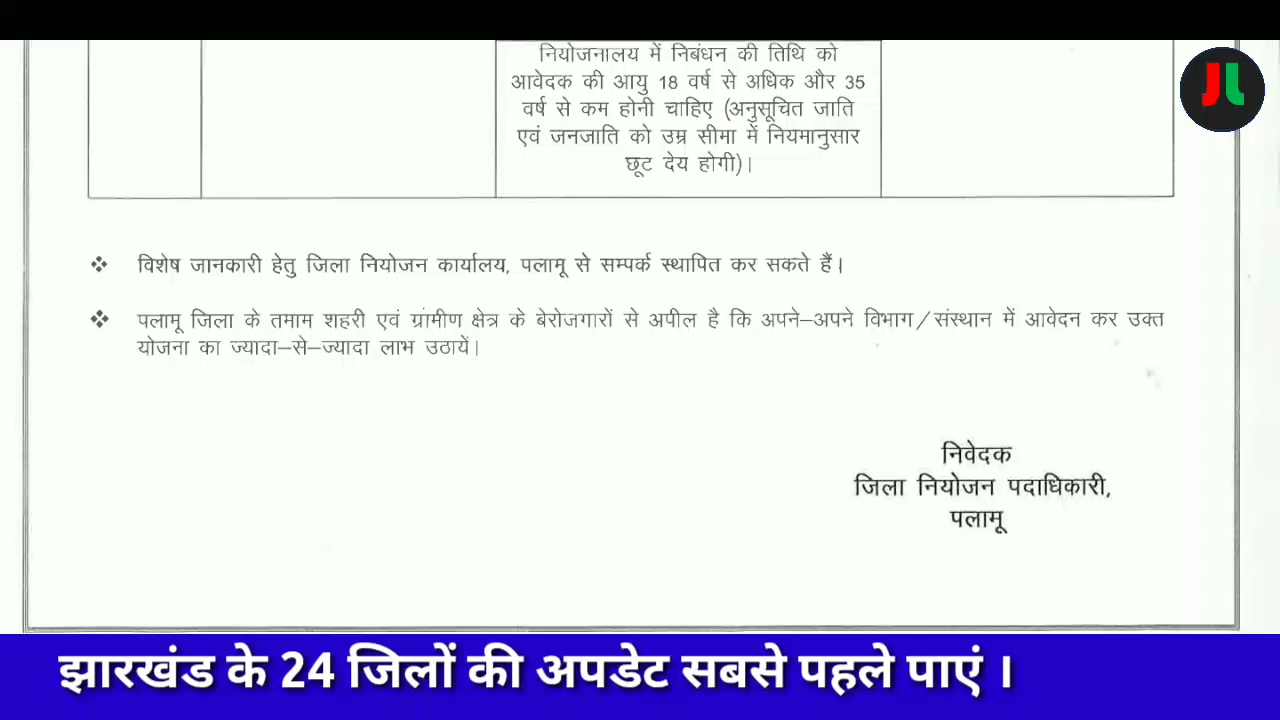 नियोजनालय में निबंधन की तिथि को
आवेदक की आयु 18 वर्ष से अधिक और 35
वर्ष से कम होनी चाहिए (अनुसूचित जाति
एवं जनजाति को उम्र सीमा में नियमानुसार
छूट देय होगी)।
JL
❖ विशेष जानकारी हेतु जिला नियोजन कार्यालय, पलामू से सम्पर्क स्थापित कर सकते हैं।
❖ पलामू जिला के तमाम शहरी एवं ग्रांमीण क्षेत्र के बेरोजगारों से अपील है कि अपने–अपने विभाग/संस्थान में आवेदन कर उक्त
योजना का ज्यादा–से–ज्यादा लाभ उठायें।
निवेदक
जिला नियोजन पदाधिकारी,
पलामू
झारखंड के 24 जिलों की अपडेट सबसे पहले पाएं ।